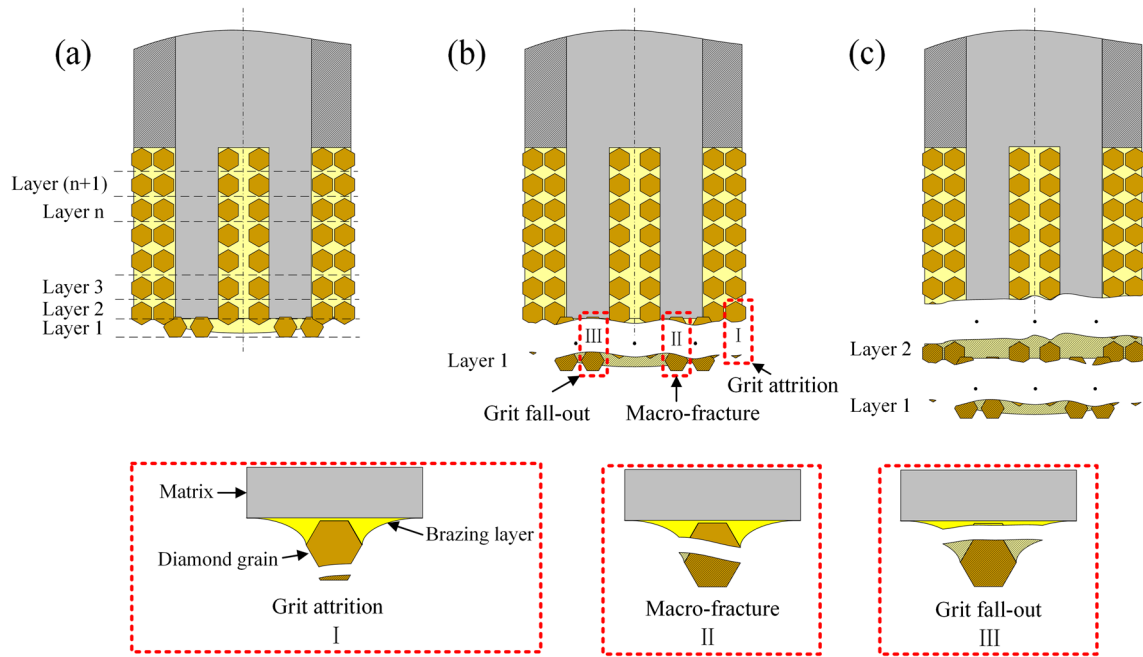 (a)
Layer (n+1)
Layer n
Layer 3
Layer 2
Layer 1
(b)
III
II
I
Layer 1
Grit attrition
Grit fall-out
Macro-fracture
(c)
Layer 2
Layer 1
Matrix
Brazing layer
Diamond grain
Grit attrition
I
Macro-fracture
II
Grit fall-out
III